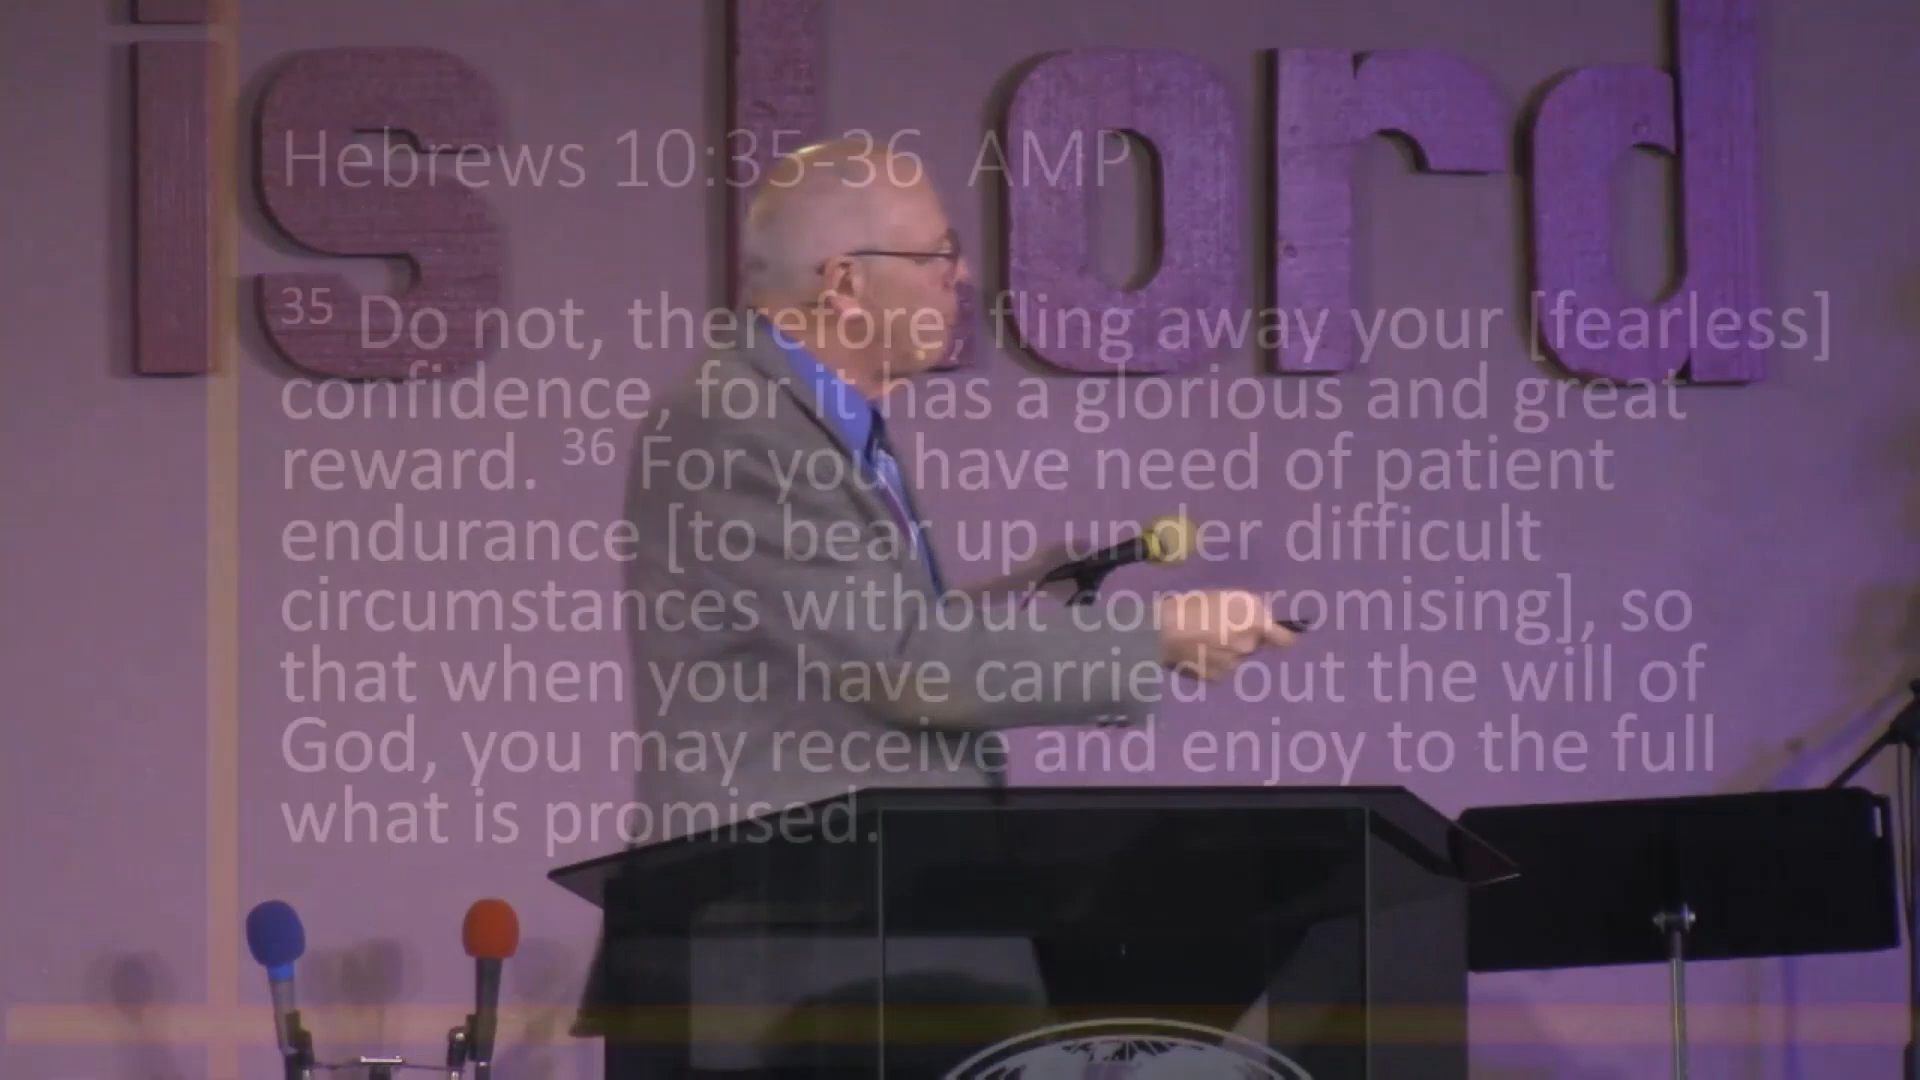 is Lord
Hebrews 10:35-36 AMP
35 Do not, therefore, fling away your [fearless]
confidence, for it has a glorious and great
reward. 36 For you have need of patient
endurance [to bear up under difficult
circumstances without compromising], so
that when you have carried out the will of
God, you may receive and enjoy to the full
what is promised.